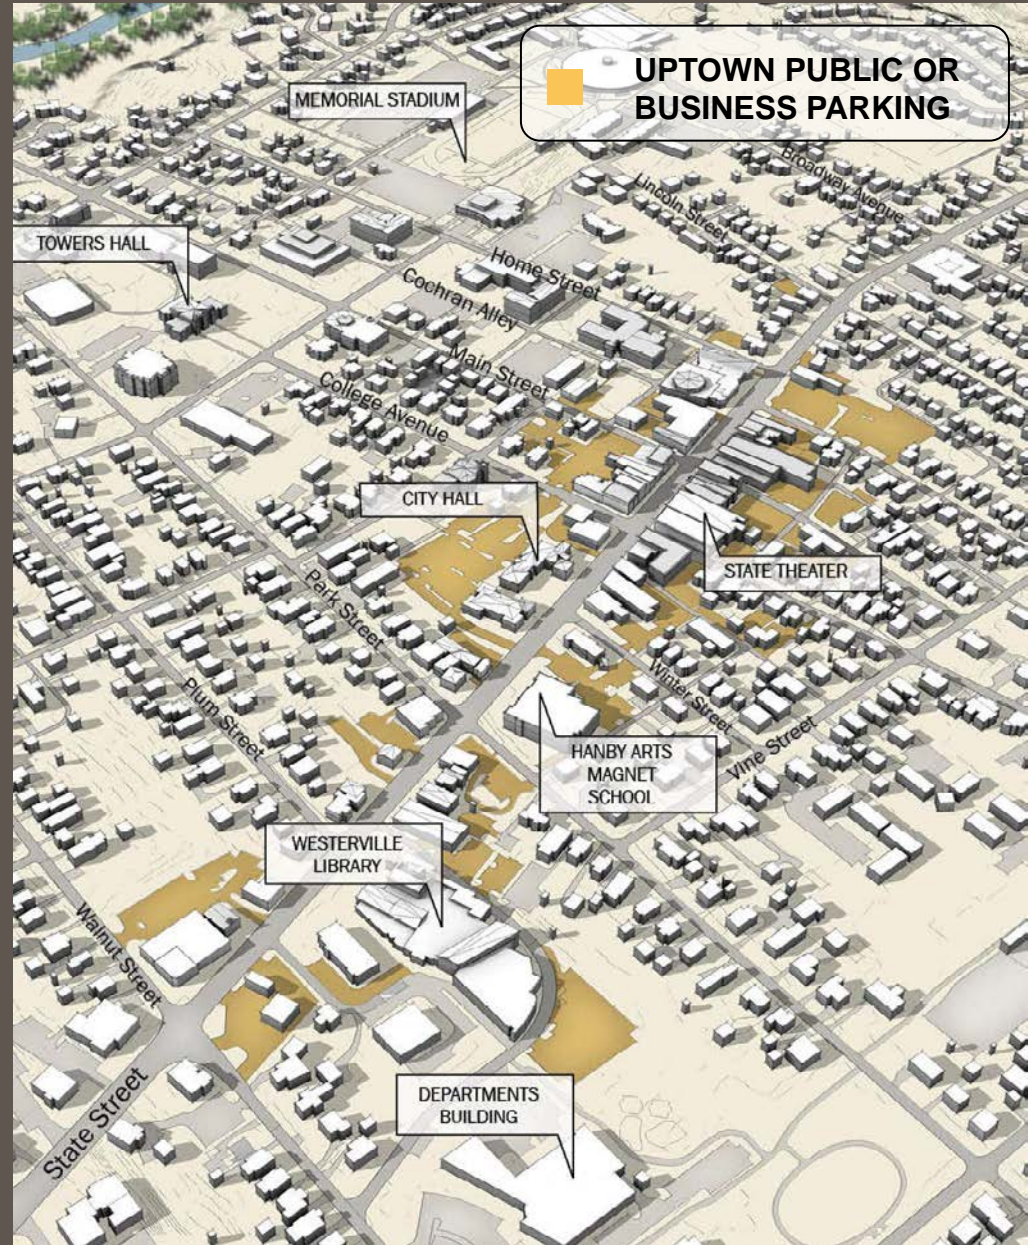 UPTOWN PUBLIC OR
BUSINESS PARKING
MEMORIAL STADIUM
Broadway Avenue
Lincoln Street
TOWERS HALL
Home Street
Cochran Alley
Main Street
College Avenue
CITY HALL
STATE THEATER
Park Street
Winter Street
Plum Street
Vine Street
HANBY ARTS
MAGNET
SCHOOL
WESTERVILLE
LIBRARY
Walnut Street
DEPARTMENTS
BUILDING
State Street